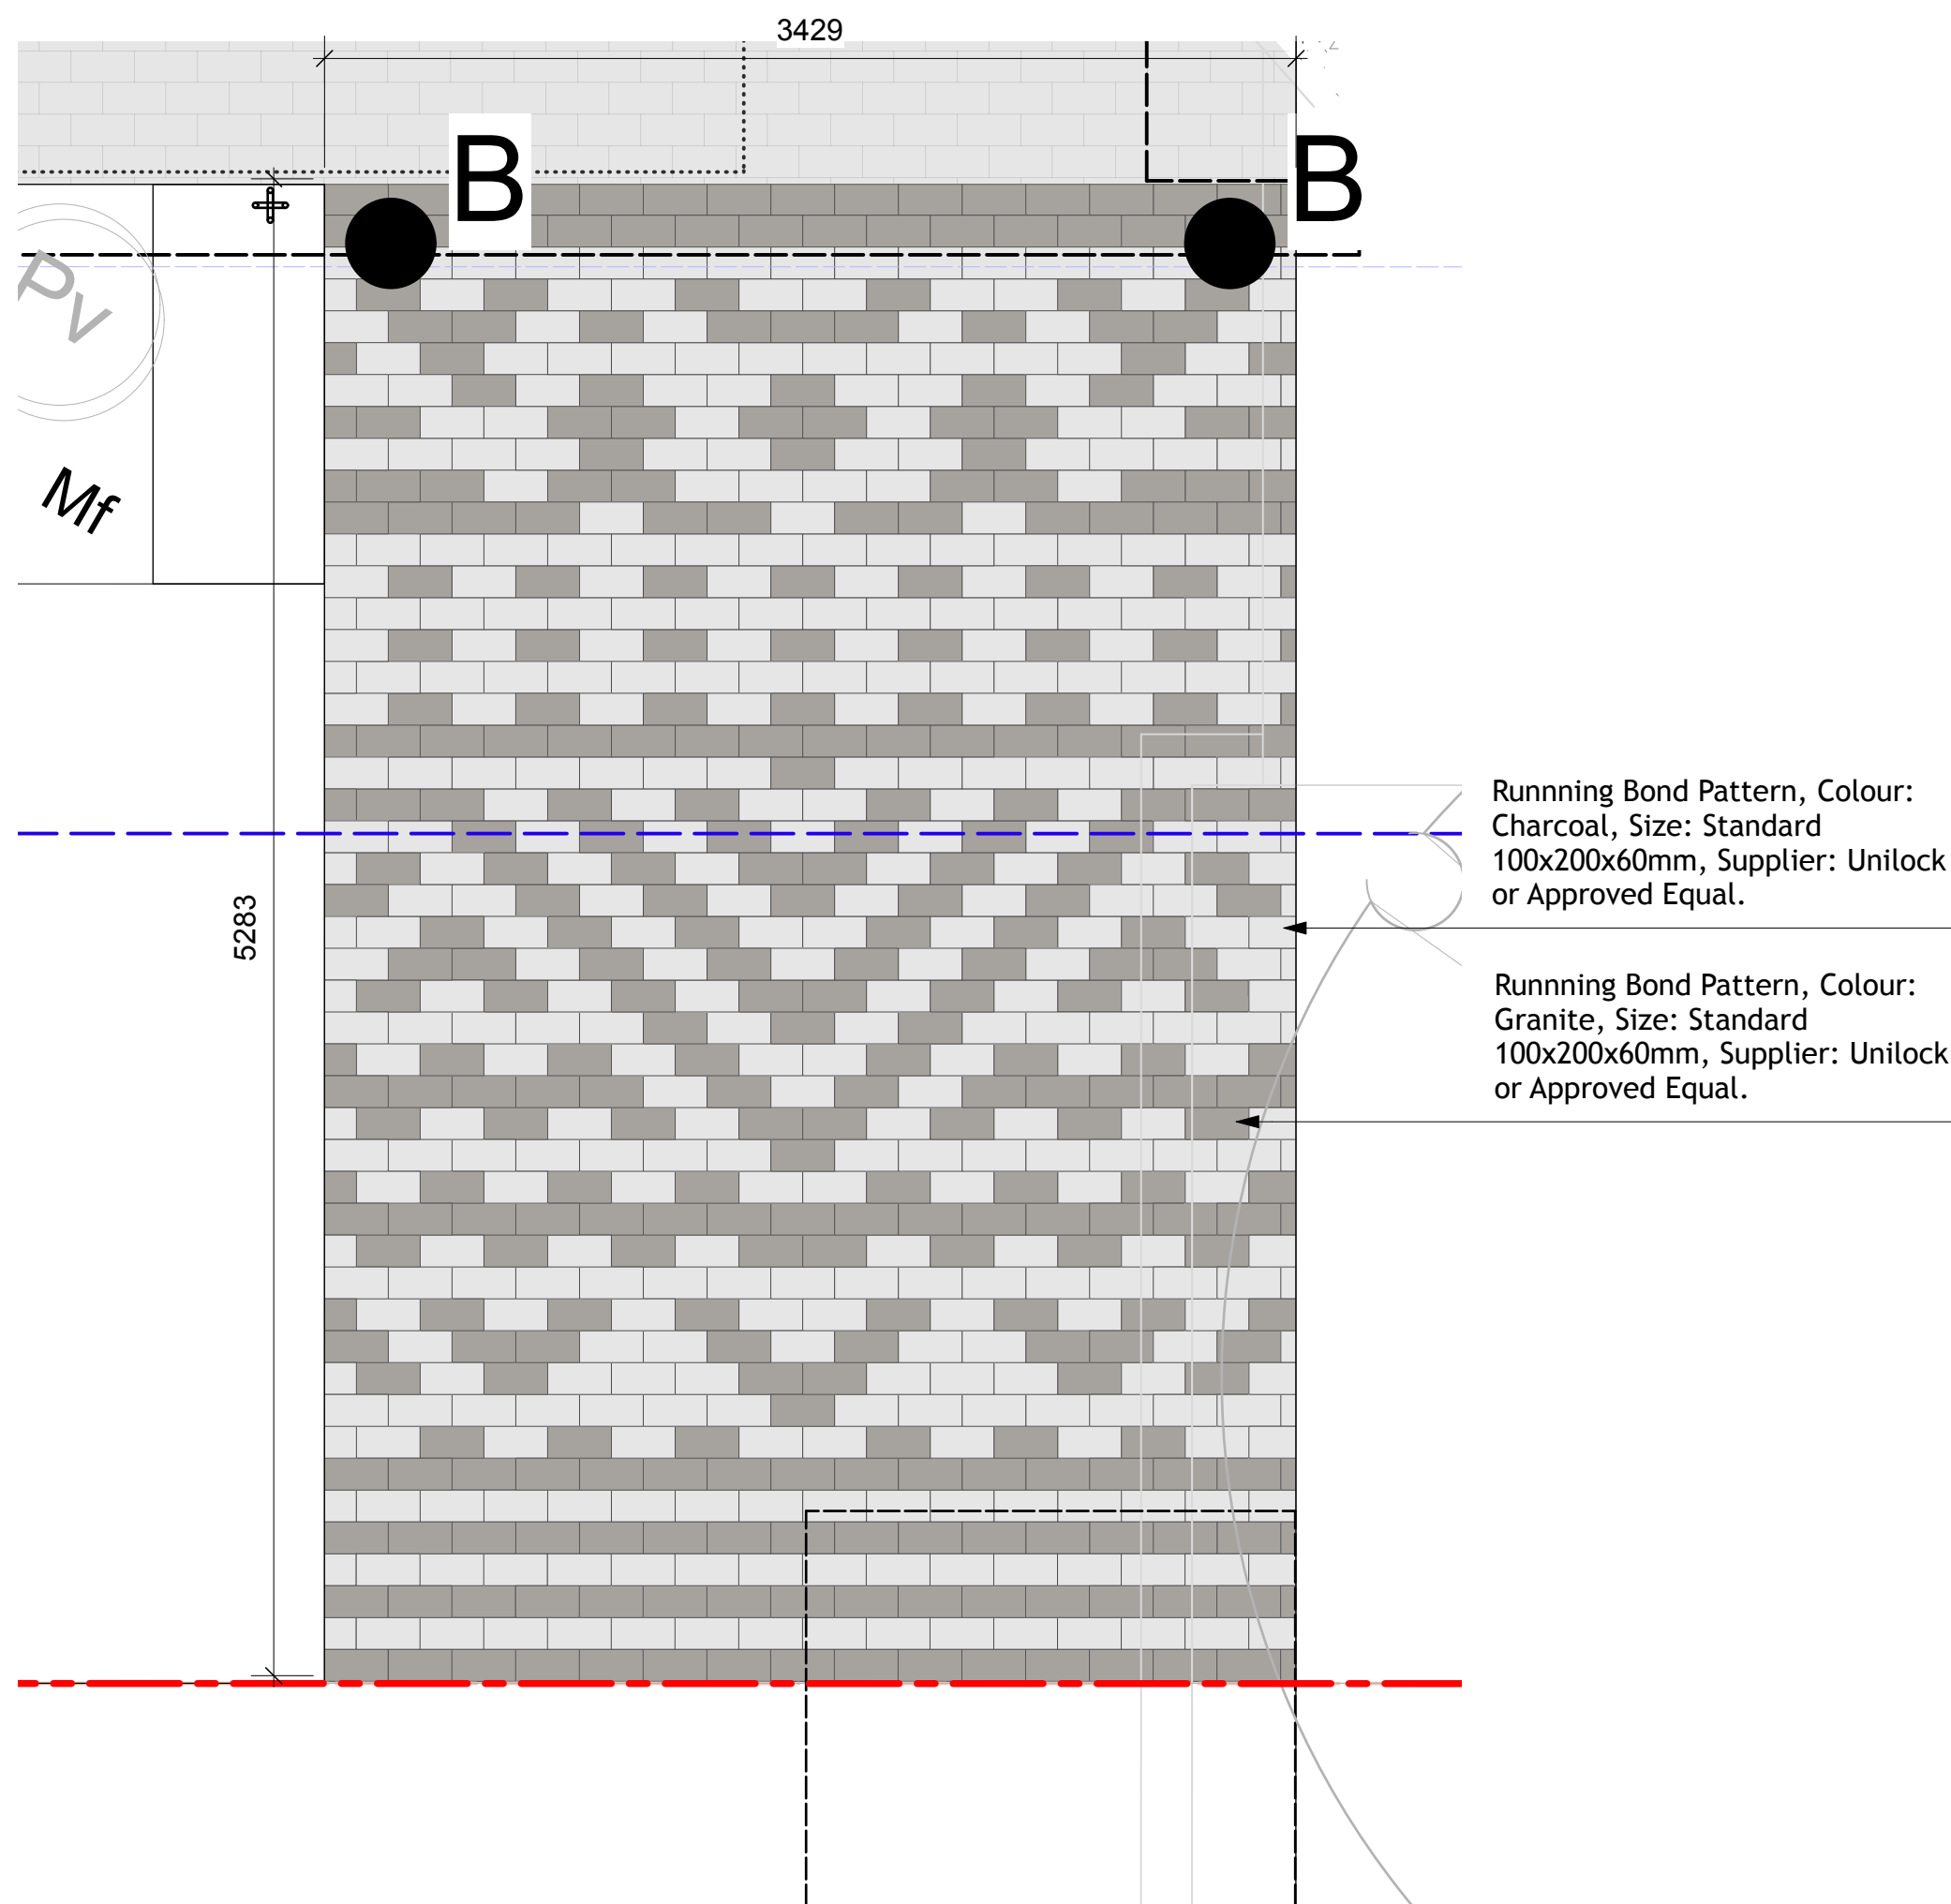 3429
B
B
Pv
Mf
5283
Runnning Bond Pattern, Colour:
Charcoal, Size: Standard
100x200x60mm, Supplier: Unilock
or Approved Equal.
Runnning Bond Pattern, Colour:
Granite, Size: Standard
100x200x60mm, Supplier: Unilock
or Approved Equal.